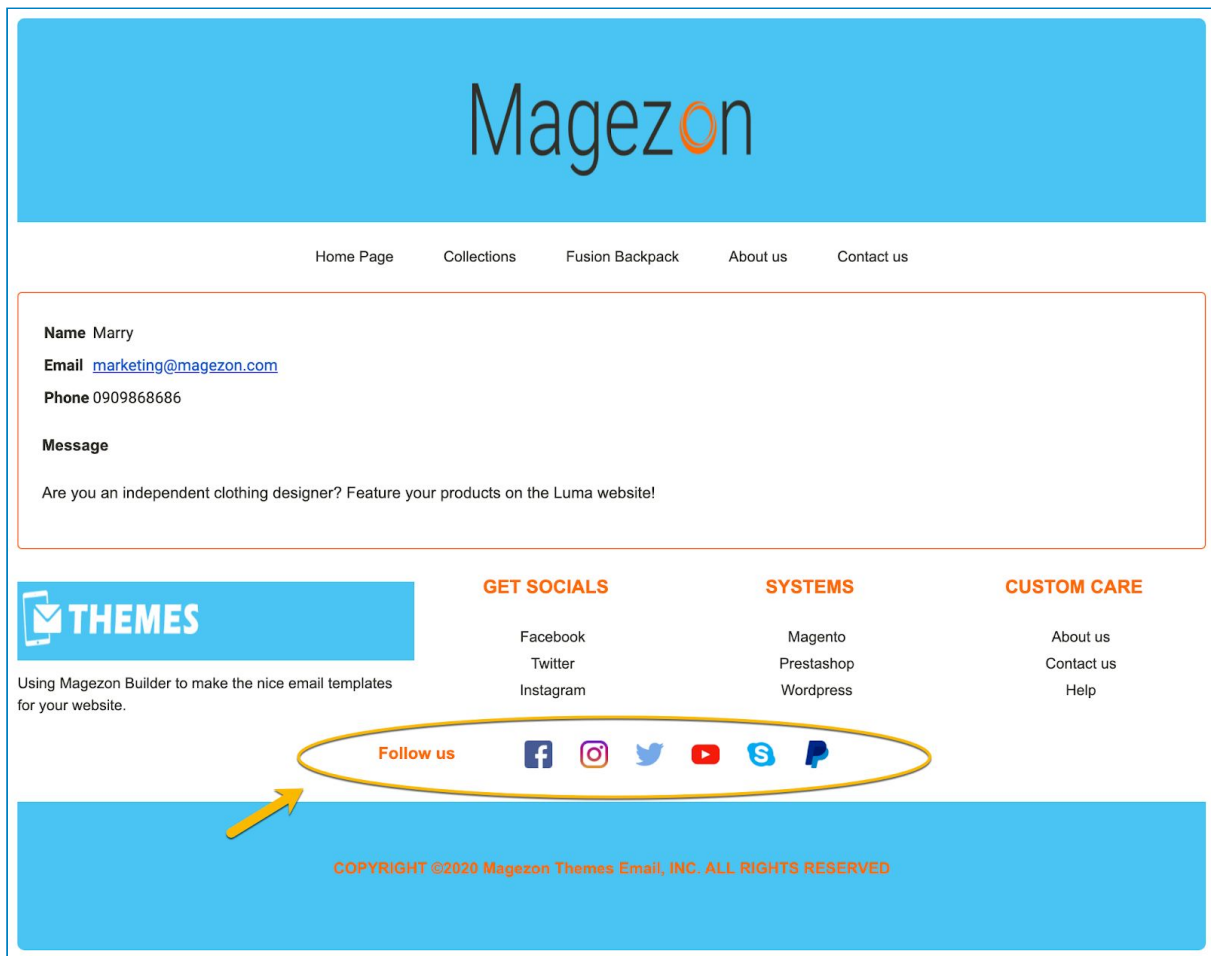 Magezon
Home Page Collections Fusion Backpack About us Contact us
Name Marry
Email marketing@magezon.com
Phone 0909868686
Message
Are you an independent clothing designer? Feature your products on the Luma website!
THEMES
Using Magezon Builder to make the nice email templates
for your website.
GET SOCIALS
Facebook
Twitter
Instagram
SYSTEMS
Magento
Prestashop
Wordpress
CUSTOM CARE
About us
Contact us
Help
Follow us
COPYRIGHT ©2020 Magezon Themes Email, INC. ALL RIGHTS RESERVED